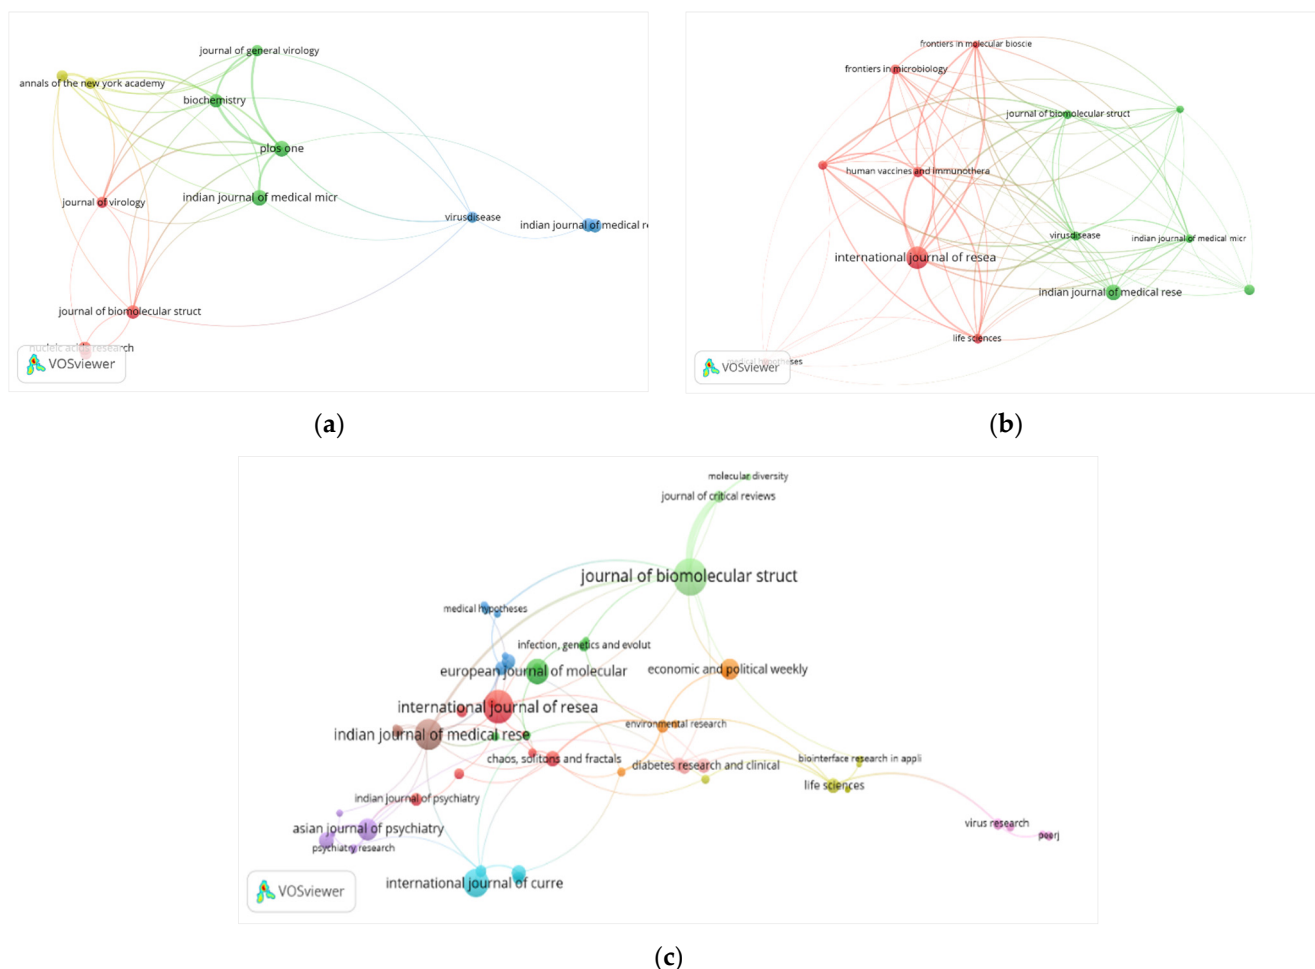 journal of general virology
annals of the new york academy
biochemistry
plos one
indian journal of medical micr
journal of virology
virusdisease
indian journal of medical re
journal of biomolecular struct
nucleic acids research
VOSviewer
(a)
frontiers in molecular bioscie
frontiers in microbiology
journal of biomolecular struct
human vaccines and immunothera
virusdisease
indian journal of medical micr
international journal of resea
indian journal of medical rese
life sciences
medical hypotheses
VOSviewer
(b)
molecular diversity
journal of critical reviews
journal of biomolecular struct
medical hypotheses
infection, genetics and evolut
european journal of molecular
economic and political weekly
international journal of resea
environmental research
indian journal of medical rese
chaos, solitons and fractals
diabetes research and clinical
biointerface research in appli
life sciences
indian journal of psychiatry
asian journal of psychiatry
virus research
peerj
psychiatry research
international journal of curre
VOSviewer
(c)